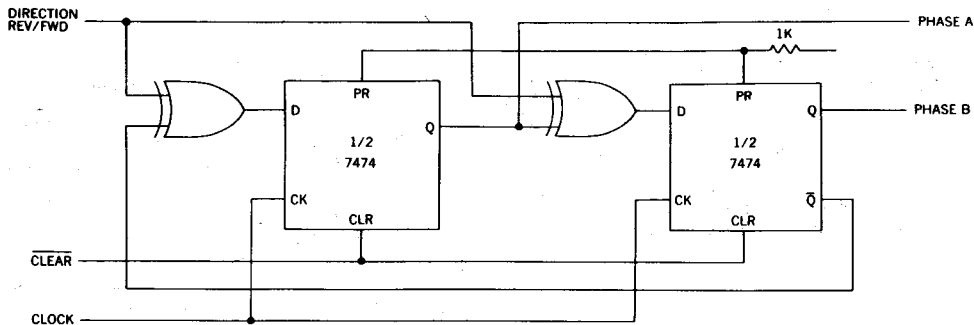 DIRECTION
REV/FWD
PHASE A
1K
PR
PR
D
Q
D
Q
PHASE B
1/2
7474
1/2
7474
CK
CK
Q̅
CLR
CLR
C̅L̅E̅A̅R̅
CLOCK